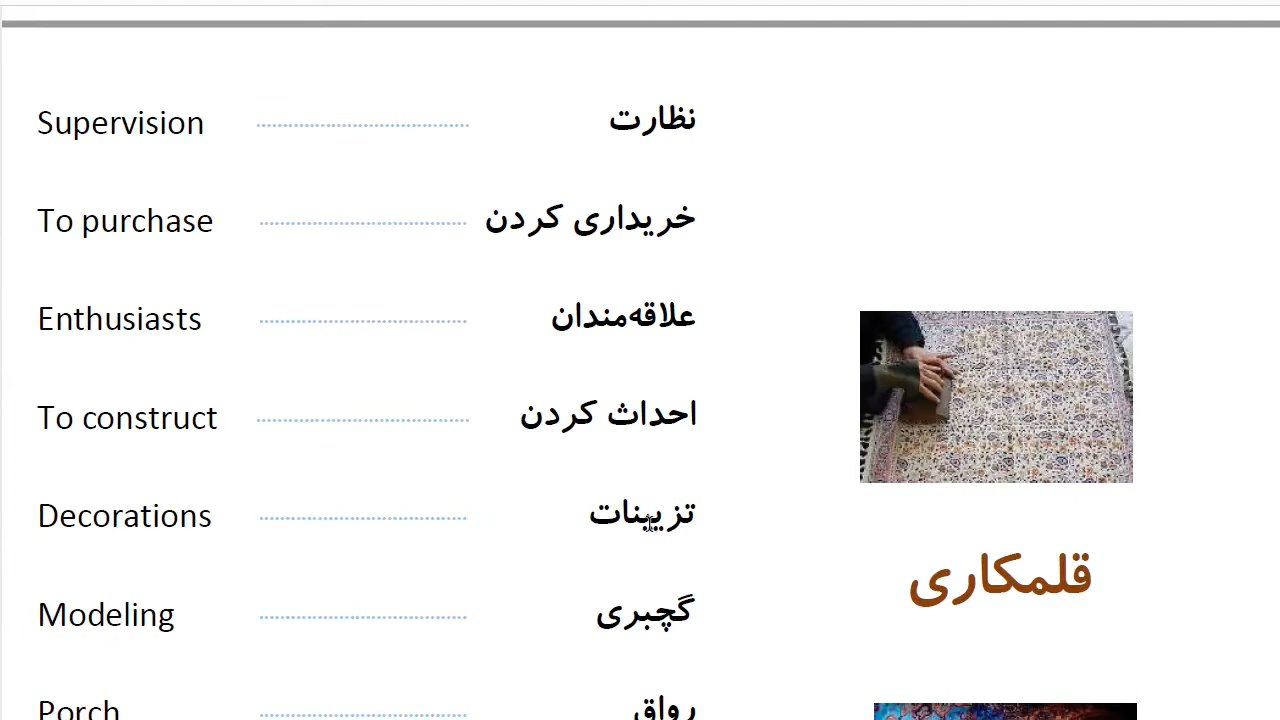 Supervision نظارت
To purchase خریداری کردن
Enthusiasts علاقه‌مندان
To construct احداث کردن
Decorations تزیینات
قلمکاری
Modeling گچبری
Porch رواق